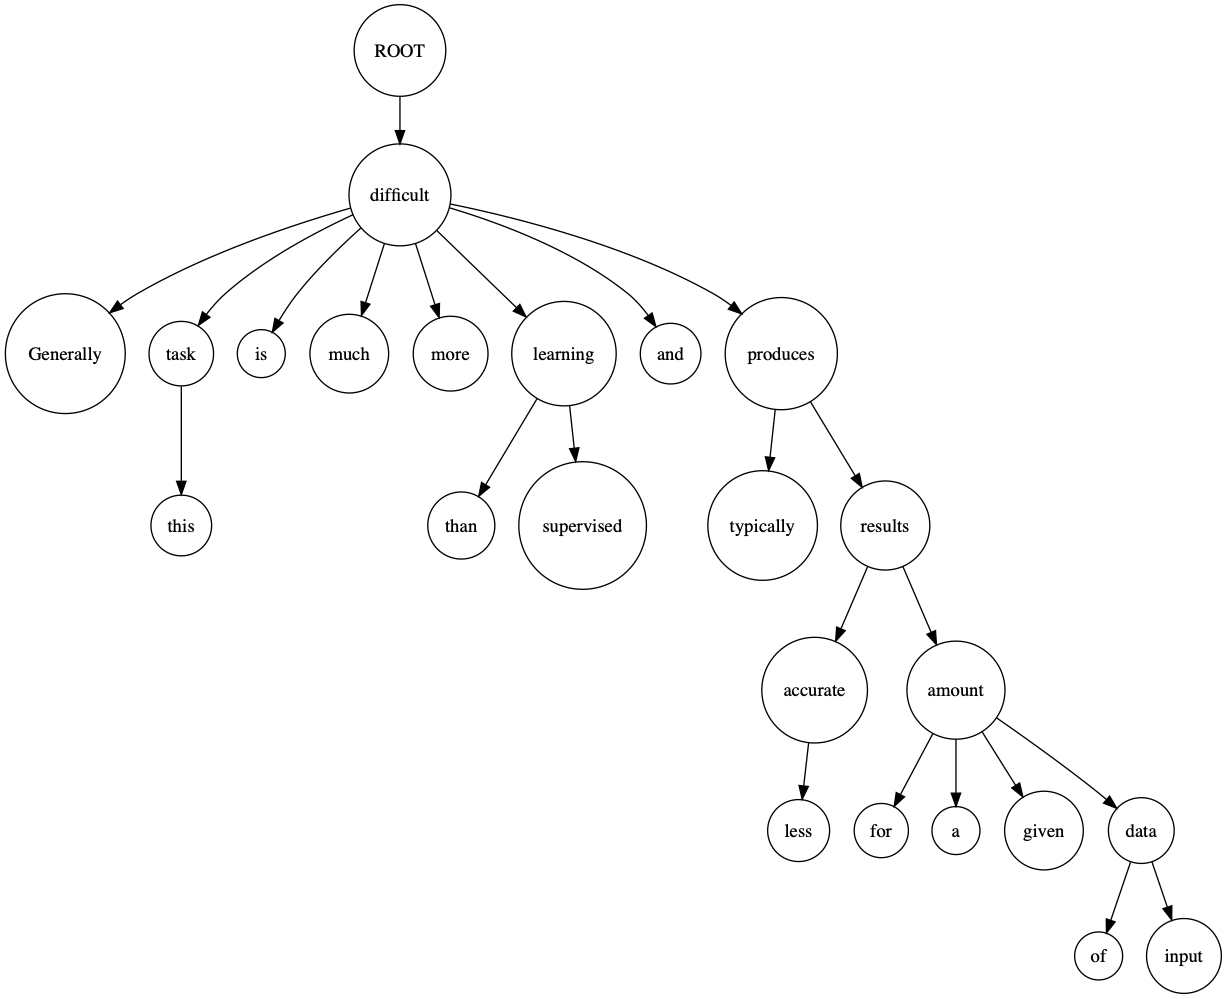 ROOT
difficult
Generally task is much more learning and produces
this than supervised typically results
accurate amount
less for a given data
of input